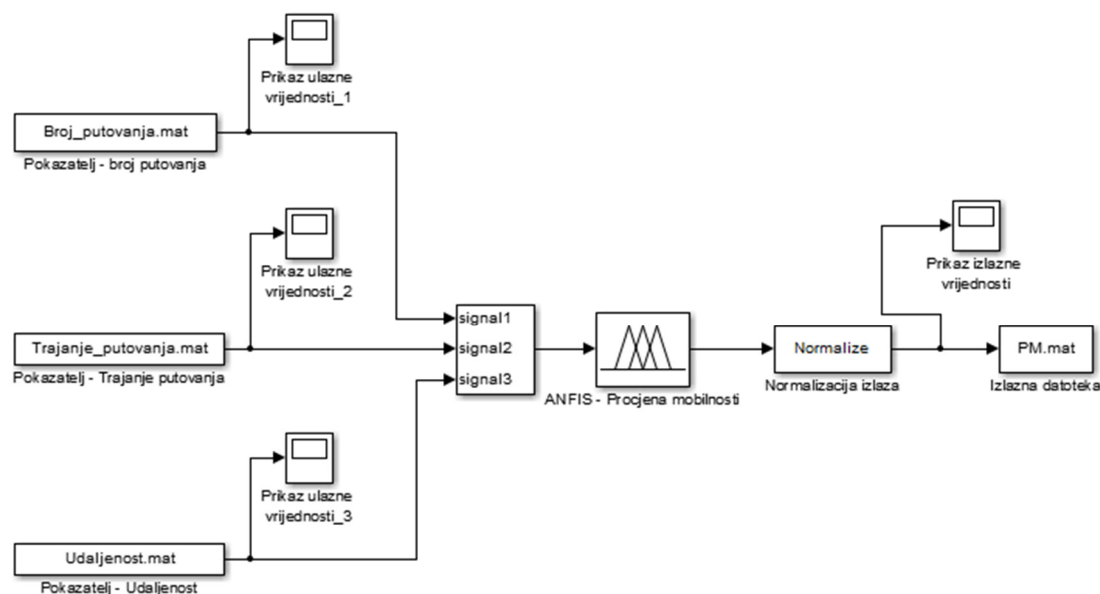 Prikaz ulazne
vrijednosti_1
Broj_putovanja.mat
Pokazatelj - broj putovanja
Prikaz ulazne
vrijednosti_2
Trajanje_putovanja.mat
Pokazatelj - Trajanje putovanja
Prikaz ulazne
vrijednosti_3
Udaljenost.mat
Pokazatelj - Udaljenost
signal1
signal2
signal3
ANFIS - Procjena mobilnosti
Normalize
Normalizacija izlaza
Prikaz izlazne
vrijednosti
PM.mat
Izlazna datoteka